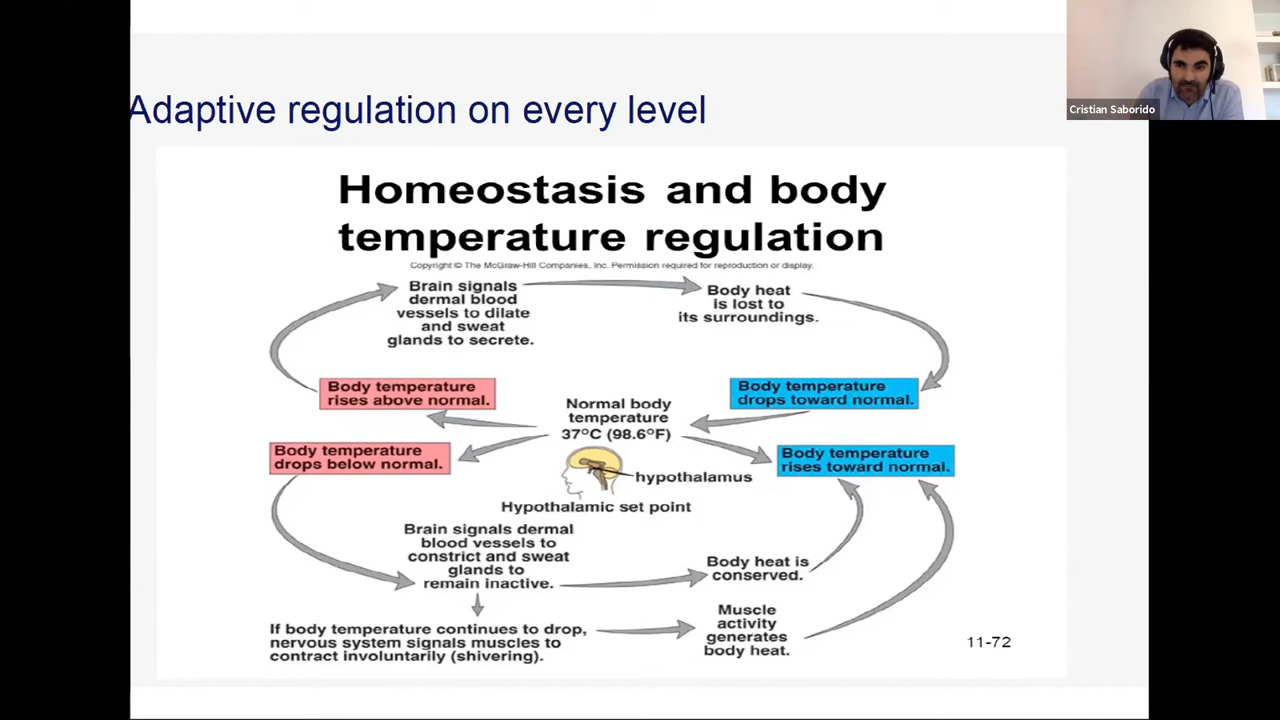 Adaptive regulation on every level
Cristian Saborido
Homeostasis and body
temperature regulation
Copyright © The McGraw-Hill Companies, Inc. Permission required for reproduction or display.
Brain signals
dermal blood
vessels to dilate
and sweat
glands to secrete.
Body heat
is lost to
its surroundings.
Body temperature
rises above normal.
Body temperature
drops toward normal.
Normal body
temperature
37°C (98.6°F)
Body temperature
drops below normal.
Body temperature
rises toward normal.
hypothalamus
Hypothalamic set point
Brain signals dermal
blood vessels to
constrict and sweat
glands to
remain inactive.
Body heat is
conserved.
If body temperature continues to drop,
nervous system signals muscles to
contract involuntarily (shivering).
Muscle
activity
generates
body heat.
11-72